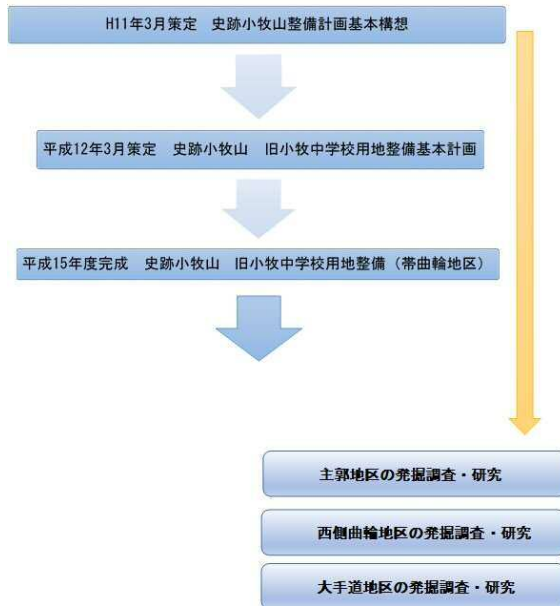 H11年3月策定　史跡小牧山整備計画基本構想
平成12年3月策定　史跡小牧山　旧小牧中学校用地整備基本計画
平成15年度完成　史跡小牧山　旧小牧中学校用地整備（帯曲輪地区）
主郭地区の発掘調査・研究
西側曲輪地区の発掘調査・研究
大手道地区の発掘調査・研究